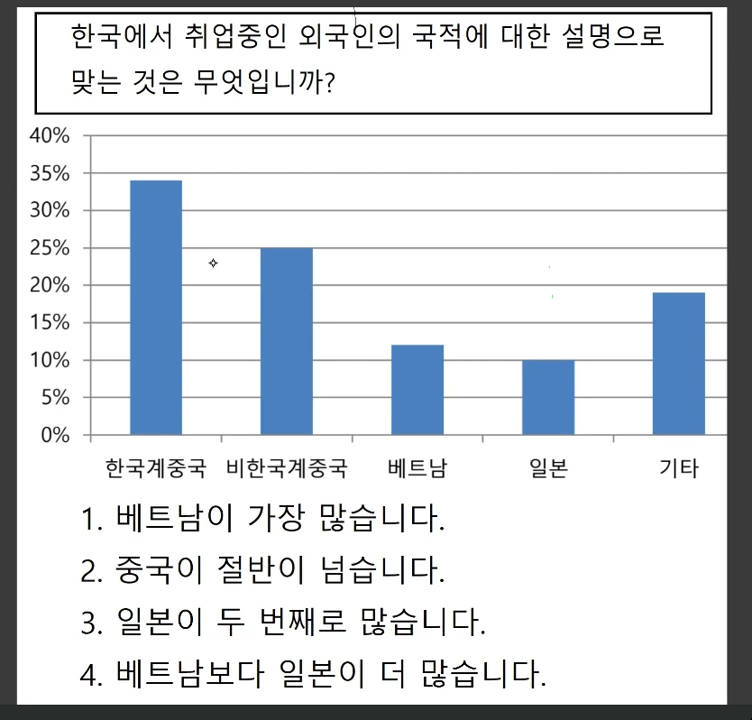 한국에서 취업중인 외국인의 국적에 대한 설명으로
맞는 것은 무엇입니까?
40%
35%
30%
25%
20%
15%
10%
5%
0%
한국계중국 비한국계중국 베트남 일본 기타
1. 베트남이 가장 많습니다.
2. 중국이 절반이 넘습니다.
3. 일본이 두 번째로 많습니다.
4. 베트남보다 일본이 더 많습니다.